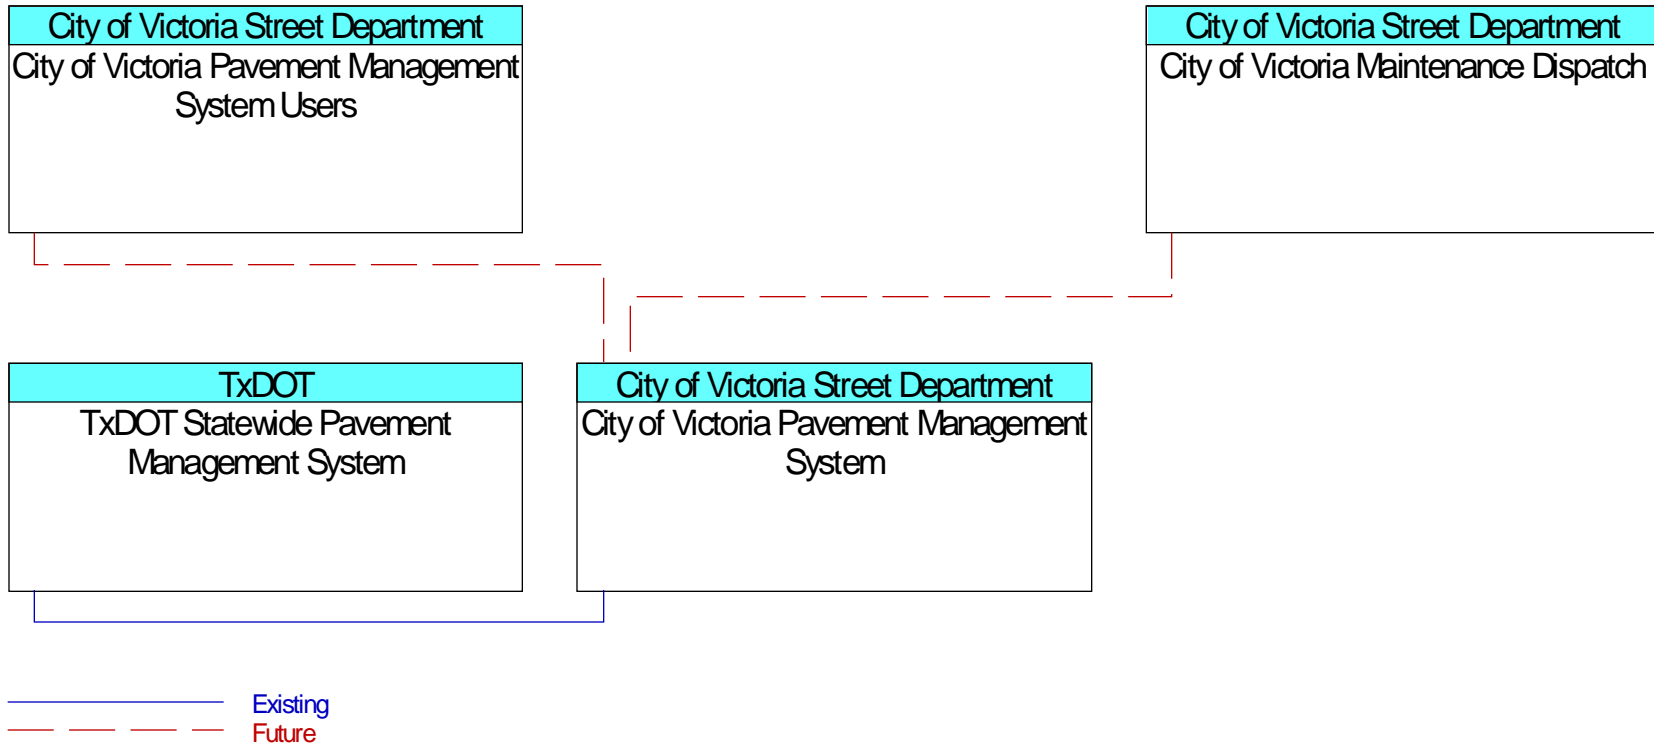 City of Victoria Street Department
City of Victoria Pavement Management
System Users
City of Victoria Street Department
City of Victoria Maintenance Dispatch
TxDOT
TxDOT Statewide Pavement
Management System
City of Victoria Street Department
City of Victoria Pavement Management
System
Existing
Future